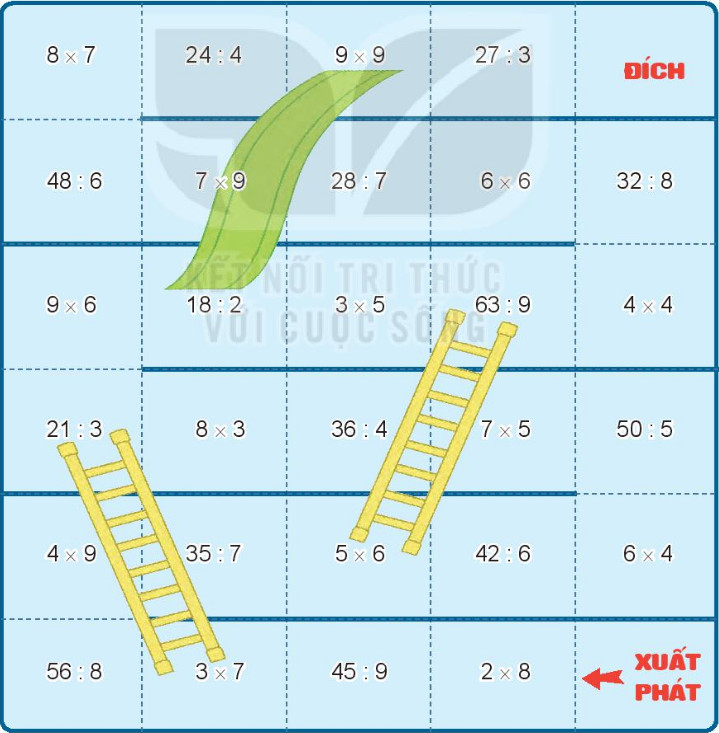 8 × 7 24 : 4 9 × 9 27 : 3 ĐÍCH
48 : 6 7 × 9 28 : 7 6 × 6 32 : 8
KẾT NỐI TRI THỨC
9 × 6 18 : 2 3 × 5 63 : 9 4 × 4
VỚI CUỘC SỐNG
21 : 3 8 × 3 36 : 4 7 × 5 50 : 5
4 × 9 35 : 7 5 × 6 42 : 6 6 × 4
56 : 8 3 × 7 45 : 9 2 × 8 XUẤT
PHÁT